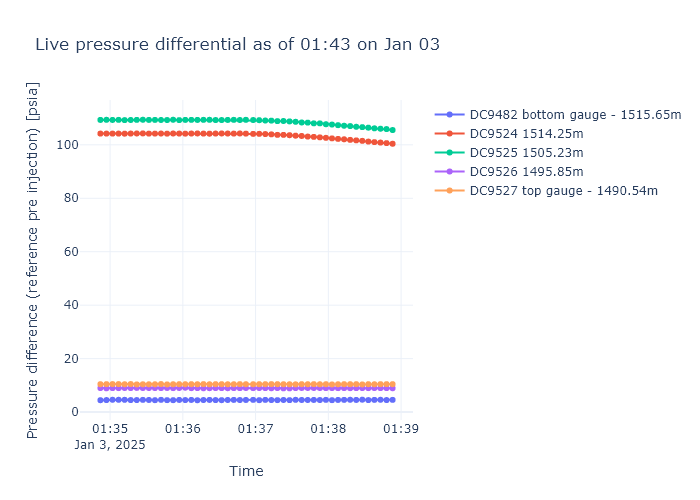 Live pressure differential as of 01:43 on Jan 03
Pressure difference (reference pre injection) [psia]
100
80
60
40
20
0
01:35
01:36
01:37
01:38
01:39
Jan 3, 2025
Time
DC9482 bottom gauge - 1515.65m
DC9524 1514.25m
DC9525 1505.23m
DC9526 1495.85m
DC9527 top gauge - 1490.54m